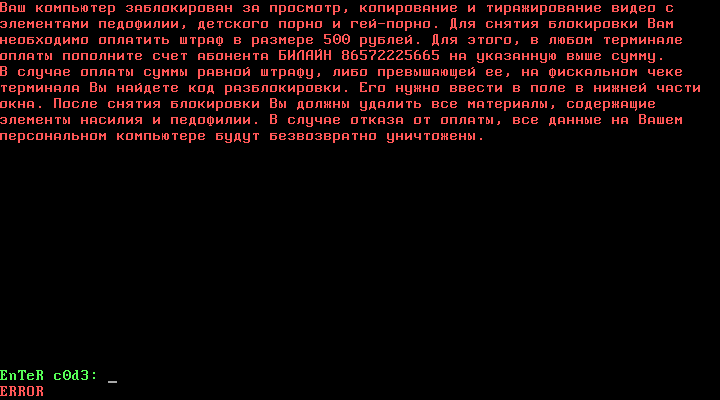 Ваш компьютер заблокирован за просмотр, копирование и тиражирование видео с
элементами педофилии, детского порно и гей-порно. Для снятия блокировки Вам
необходимо оплатить штраф в размере 500 рублей. Для этого, в любом терминале
оплаты пополните счет абонента БИЛАЙН 86572225665 на указанную выше сумму.
В случае оплаты суммы равной штрафу, либо превышающей ее, на фискальном чеке
терминала Вы найдете код разблокировки. Его нужно ввести в поле в нижней части
окна. После снятия блокировки Вы должны удалить все материалы, содержащие
элементы насилия и педофилии. В случае отказа от оплаты, все данные на Вашем
персональном компьютере будут безвозвратно уничтожены.
EnTeR c0d3: _
ERROR